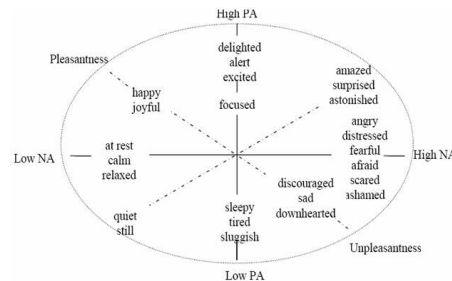 High PA
delighted
alert
excited
focused
Pleasantness
happy
joyful
amazed
surprised
astonished
angry
distressed
fearful
afraid
scared
ashamed
Low NA
High NA
at rest
calm
relaxed
quiet
still
sleepy
tired
sluggish
discouraged
sad
downhearted
Unpleasantness
Low PA